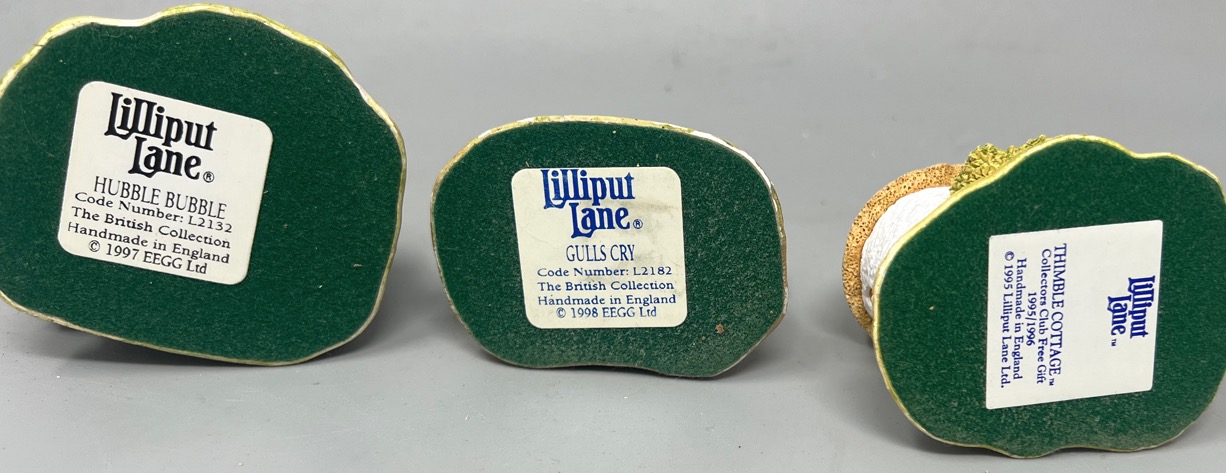 Lilliput
Lane®
HUBBLE BUBBLE
Code Number: L2132
The British Collection
Handmade in England
© 1997 EEGG Ltd
Lilliput
Lane®
GULLS CRY
Code Number: L2182
The British Collection
Handmade in England
© 1998 EEGG Ltd
Lilliput
Lane™
THIMBLE COTTAGE™
Collectors Club Free Gift
1995/1996
Handmade in England
© 1995 Lilliput Lane Ltd.